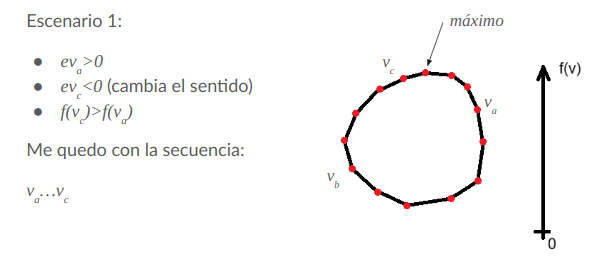 Escenario 1:
● ev_a>0
● ev_c<0 (cambia el sentido)
● f(v_c)>f(v_a)
Me quedo con la secuencia:
v_a…v_c
máximo
v_c
v_a
v_b
f(v)
0